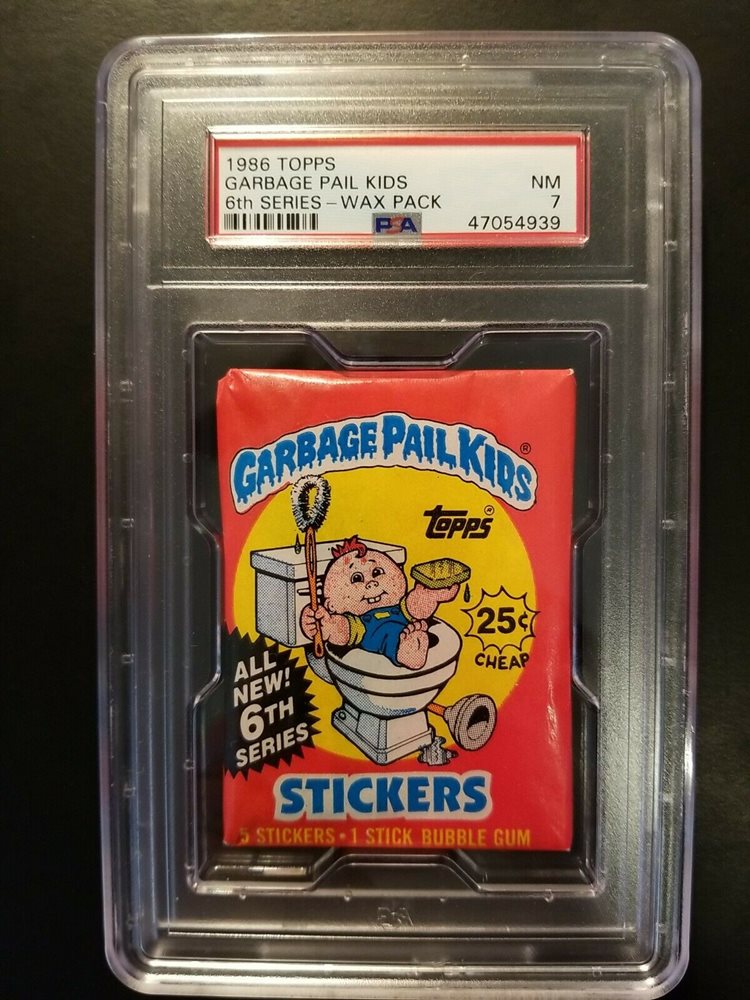 1986 TOPPS
GARBAGE PAIL KIDS NM
6th SERIES – WAX PACK 7
PSA 47054939
GARBAGE PAIL KIDS®
topps®
25¢
CHEAP
ALL
NEW!
6TH
SERIES
STICKERS
5 STICKERS • 1 STICK BUBBLE GUM
PSA